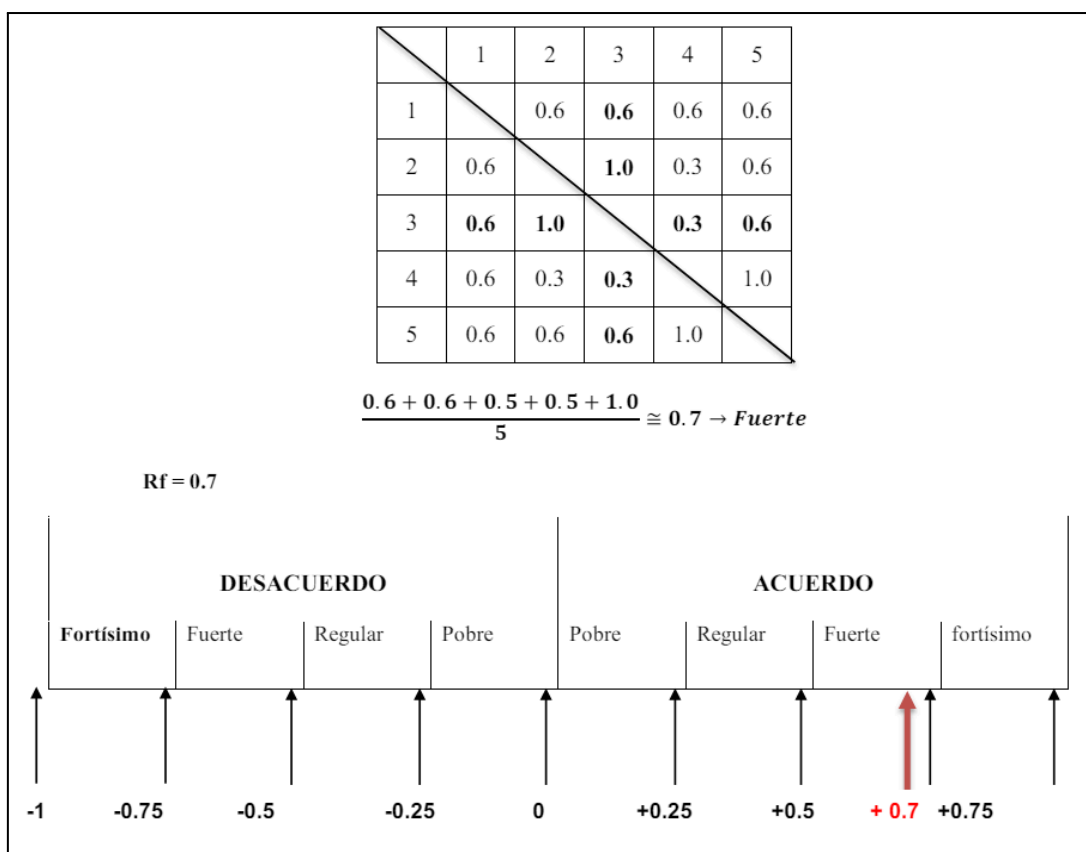 1 2 3 4 5
1 0.6 0.6 0.6 0.6
2 0.6 1.0 0.3 0.6
3 0.6 1.0 0.3 0.6
4 0.6 0.3 0.3 1.0
5 0.6 0.6 0.6 1.0
0.6 + 0.6 + 0.5 + 0.5 + 1.0
5
≅ 0.7 → Fuerte
Rf = 0.7
DESACUERDO ACUERDO
Fortísimo Fuerte Regular Pobre Pobre Regular Fuerte fortísimo
-1 -0.75 -0.5 -0.25 0 +0.25 +0.5 + 0.7 +0.75